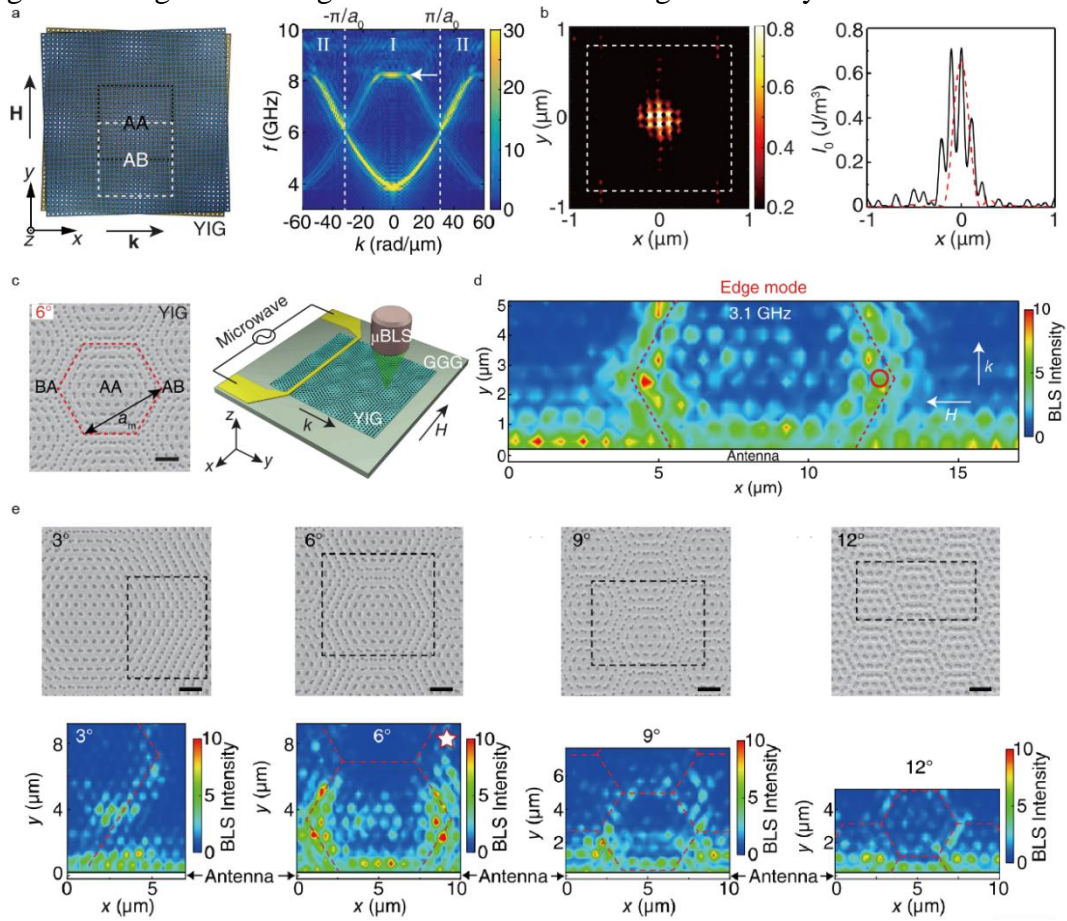 a
H
y
z
x
k
AA
AB
YIG
-π/a₀
π/a₀
II
I
II
10
8
6
4
f (GHz)
-60 -40 -20 0 20 40 60
k (rad/μm)
30
20
10
0
b
1
0
-1
y (μm)
-1
0
1
x (μm)
0.8
0.6
0.4
0.2
0.8
0.6
0.4
0.2
0
I₀ (J/m³)
-1
0
1
x (μm)
c
6°
YIG
BA
AA
AB
aₘ
Microwave
μBLS
GGG
YIG
k
H
z
x
y
d
Edge mode
3.1 GHz
5
4
3
2
1
0
y (μm)
k
H
Antenna
0
5
10
15
x (μm)
10
5
0
BLS Intensity
e
3°
6°
9°
12°
3°
8
4
0
y (μm)
0
5
x (μm)
10
5
0
BLS Intensity
Antenna
6°
8
6
4
2
y (μm)
0
5
10
x (μm)
10
5
0
BLS Intensity
Antenna
9°
6
4
2
y (μm)
0
5
10
x (μm)
10
5
0
BLS Intensity
Antenna
12°
4
2
y (μm)
0
5
10
x (μm)
10
5
0
BLS Intensity